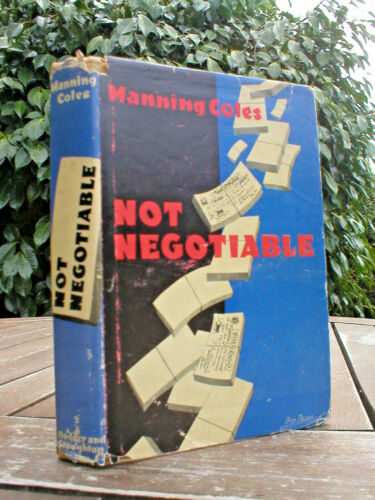 Manning
Coles
NOT
NEGOTIABLE
Hodder and
Stoughton
Manning Coles
NOT
NEGOTIABLE